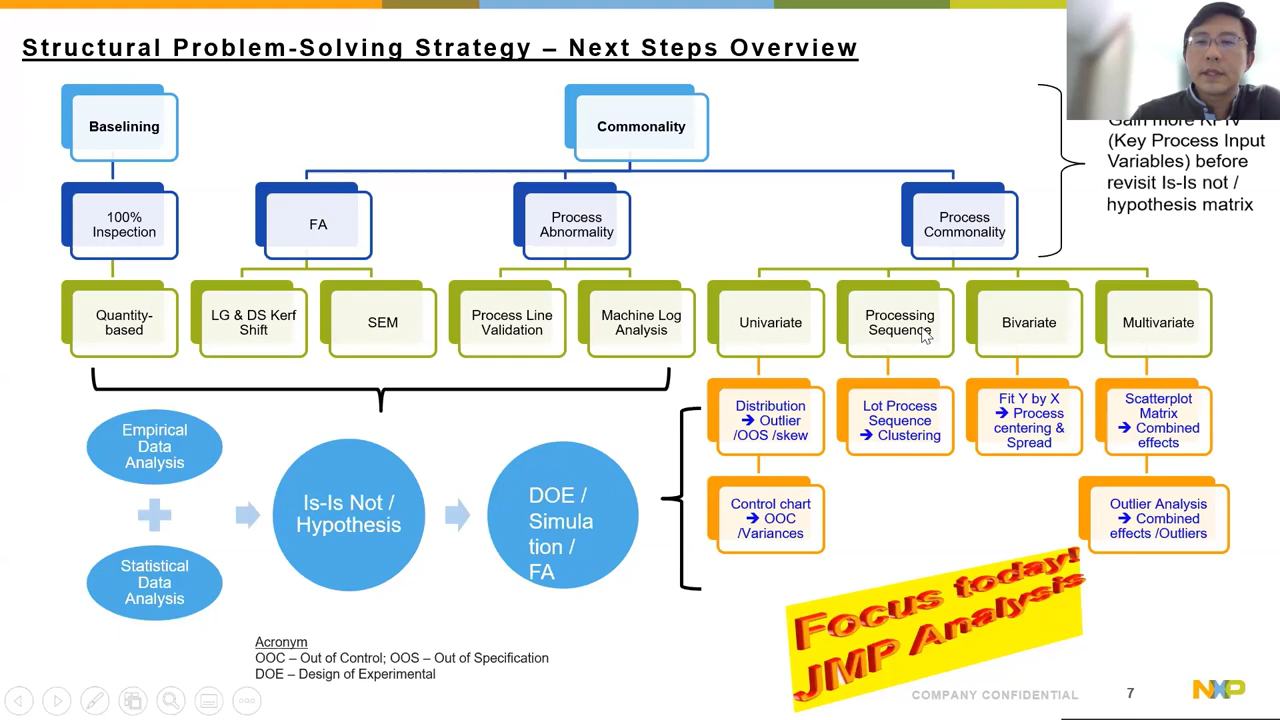 Structural Problem-Solving Strategy – Next Steps Overview
Baselining
Commonality
Gain more KPIV
(Key Process Input
Variables) before
revisit Is-Is not /
hypothesis matrix
100%
Inspection
FA
Process
Abnormality
Process
Commonality
Quantity-
based
LG & DS Kerf
Shift
SEM
Process Line
Validation
Machine Log
Analysis
Univariate
Processing
Sequence
Bivariate
Multivariate
Distribution
➔ Outlier
/OOS /skew
Lot Process
Sequence
➔ Clustering
Fit Y by X
➔ Process
centering &
Spread
Scatterplot
Matrix
➔ Combined
effects
Control chart
➔ OOC
/Variances
Outlier Analysis
➔ Combined
effects /Outliers
Empirical
Data
Analysis
Statistical
Data
Analysis
Is-Is Not /
Hypothesis
DOE /
Simula
tion /
FA
Focus today!
JMP Analysis
Acronym
OOC – Out of Control; OOS – Out of Specification
DOE – Design of Experimental
COMPANY CONFIDENTIAL
7
NXP